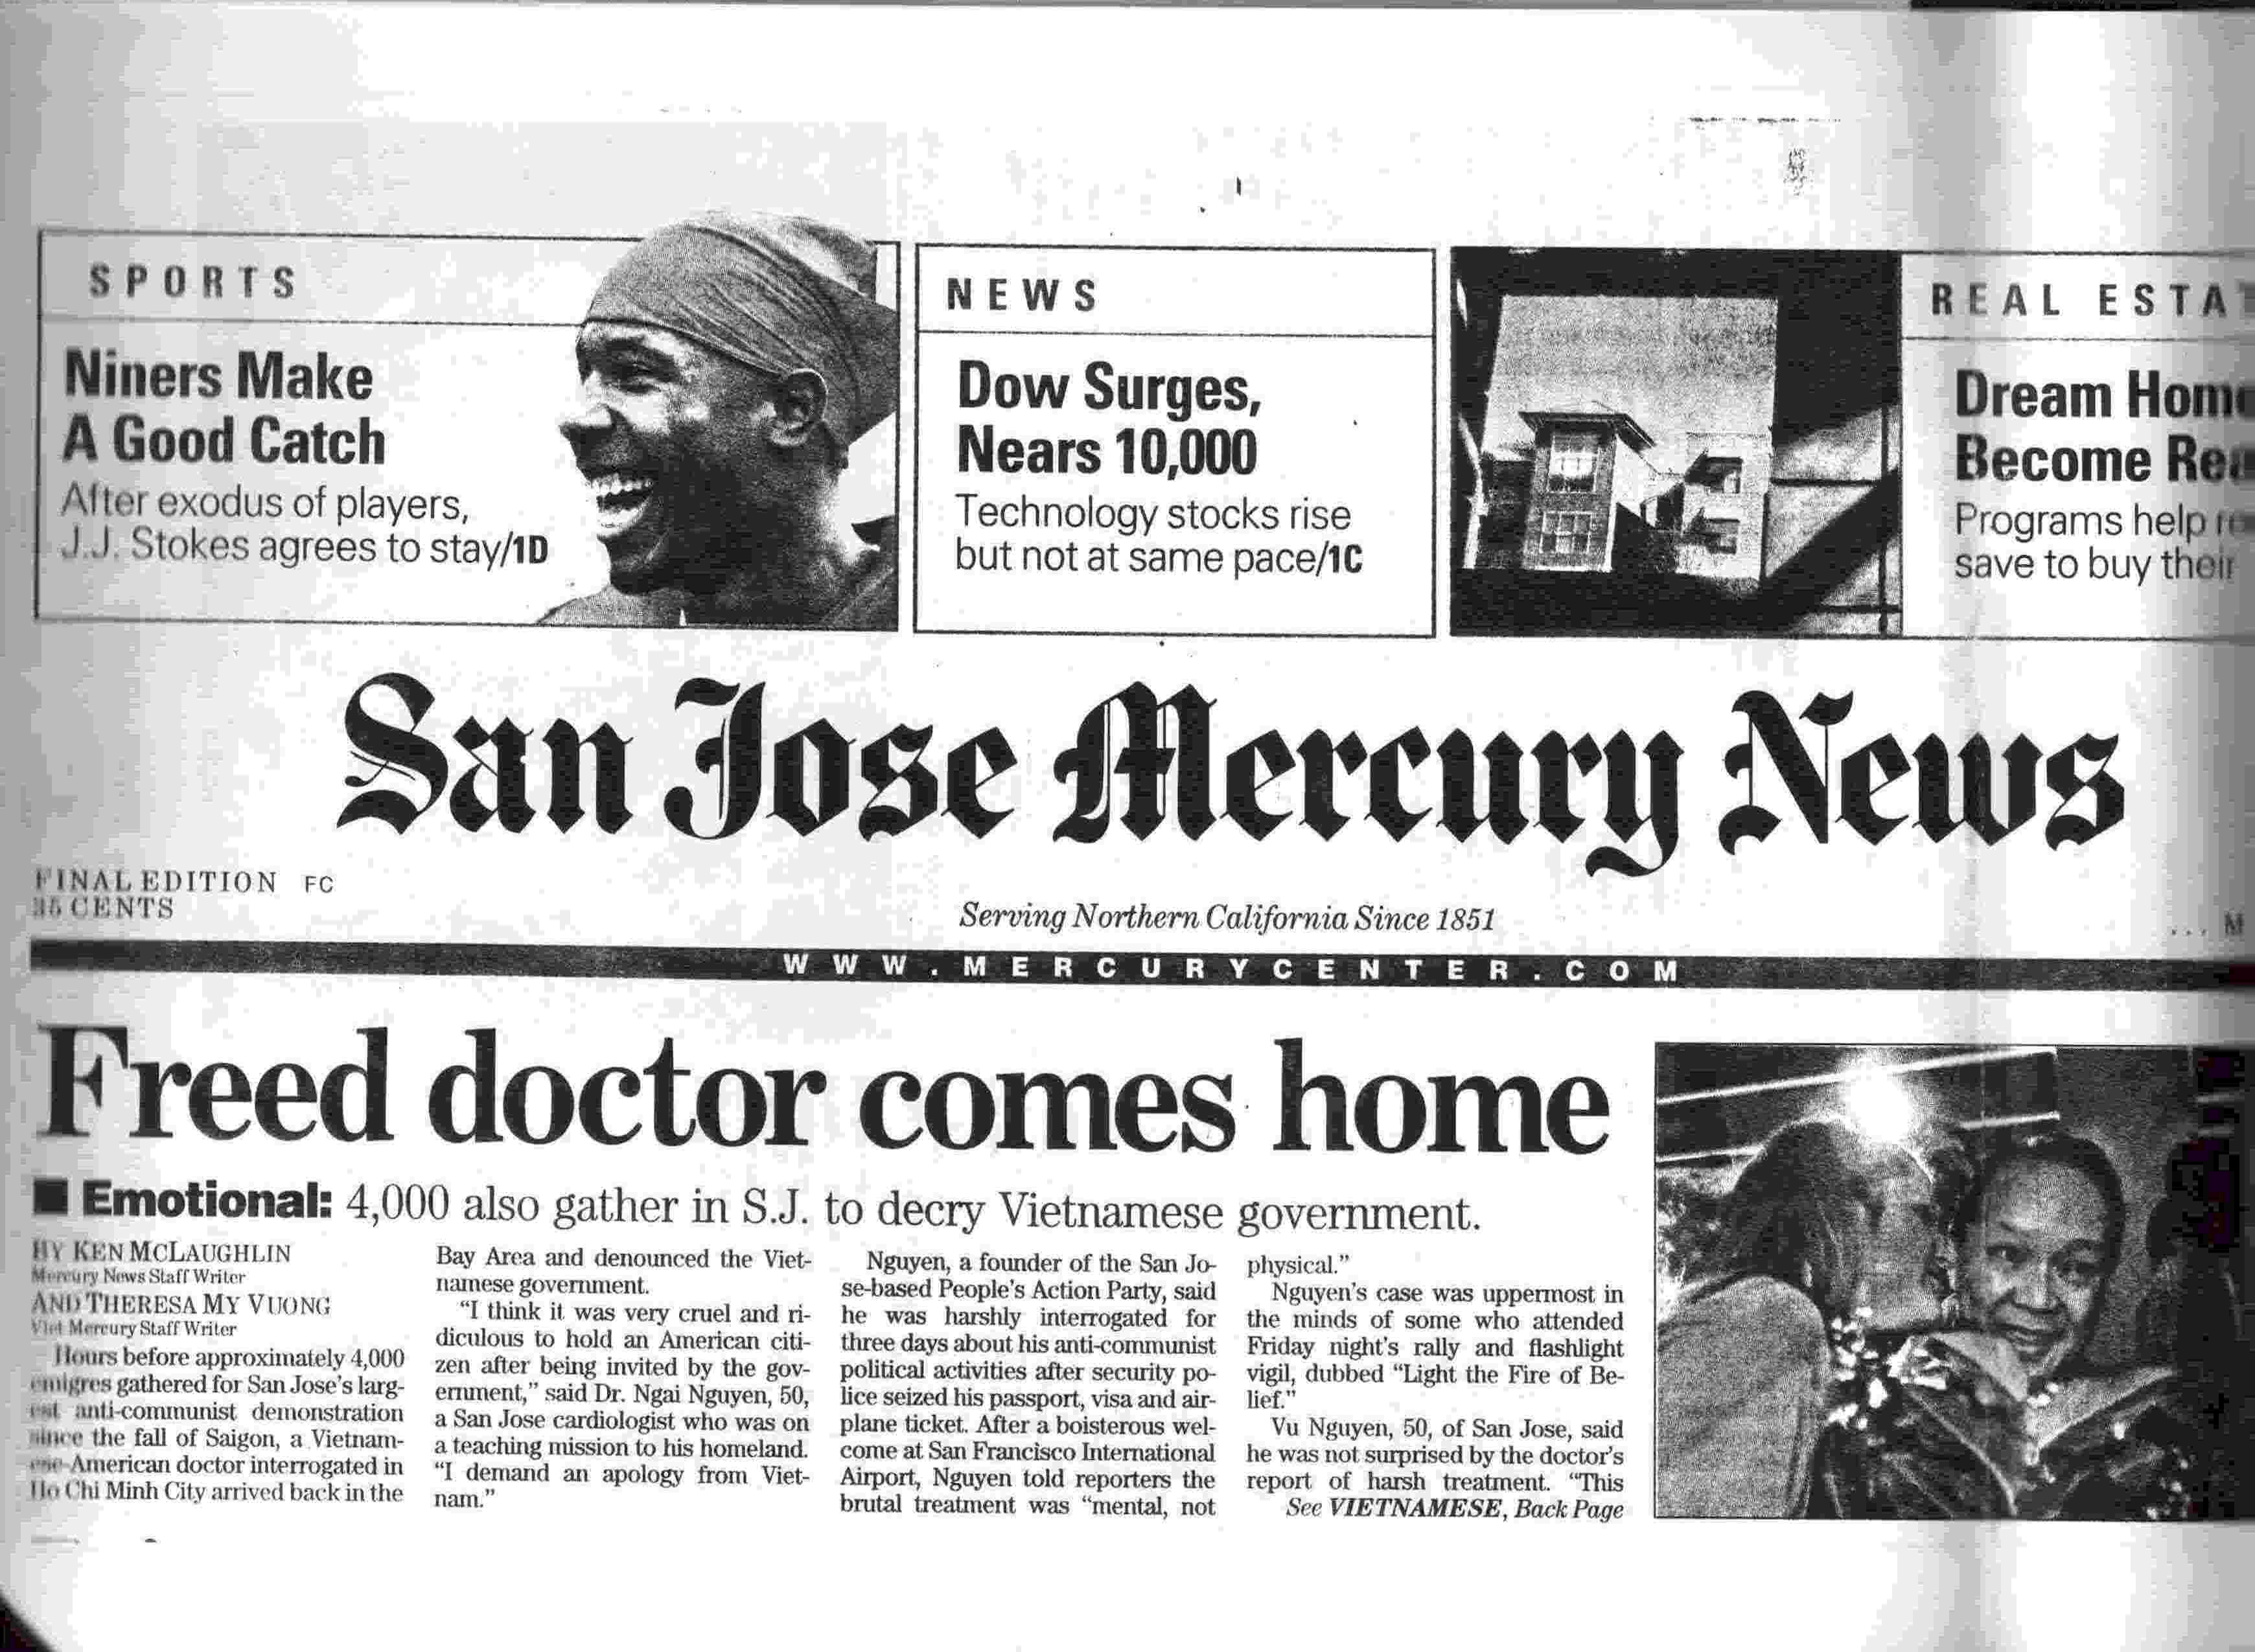 SPORTS
Niners Make
A Good Catch
After exodus of players,
J.J. Stokes agrees to stay/1D
NEWS
Dow Surges,
Nears 10,000
Technology stocks rise
but not at same pace/1C
REAL ESTA
Dream Hom
Become Re
Programs help
save to buy their
San Jose Mercury News
FINAL EDITION FC
35 CENTS
Serving Northern California Since 1851
WWW.MERCURYCENTER.COM
Freed doctor comes home
■ Emotional: 4,000 also gather in S.J. to decry Vietnamese government.
BY KEN MCLAUGHLIN
Mercury News Staff Writer
AND THERESA MY VUONG
Viet Mercury Staff Writer
Hours before approximately 4,000
emigres gathered for San Jose's larg-
est anti-communist demonstration
since the fall of Saigon, a Vietnam-
ese-American doctor interrogated in
Ho Chi Minh City arrived back in the
Bay Area and denounced the Viet-
namese government.
"I think it was very cruel and ri-
diculous to hold an American citi-
zen after being invited by the gov-
ernment," said Dr. Ngai Nguyen, 50,
a San Jose cardiologist who was on
a teaching mission to his homeland.
"I demand an apology from Viet-
nam."
Nguyen, a founder of the San Jo-
se-based People's Action Party, said
he was harshly interrogated for
three days about his anti-communist
political activities after security po-
lice seized his passport, visa and air-
plane ticket. After a boisterous wel-
come at San Francisco International
Airport, Nguyen told reporters the
brutal treatment was "mental, not
physical."
Nguyen's case was uppermost in
the minds of some who attended
Friday night's rally and flashlight
vigil, dubbed "Light the Fire of Be-
lief."
Vu Nguyen, 50, of San Jose, said
he was not surprised by the doctor's
report of harsh treatment. "This
See VIETNAMESE, Back Page